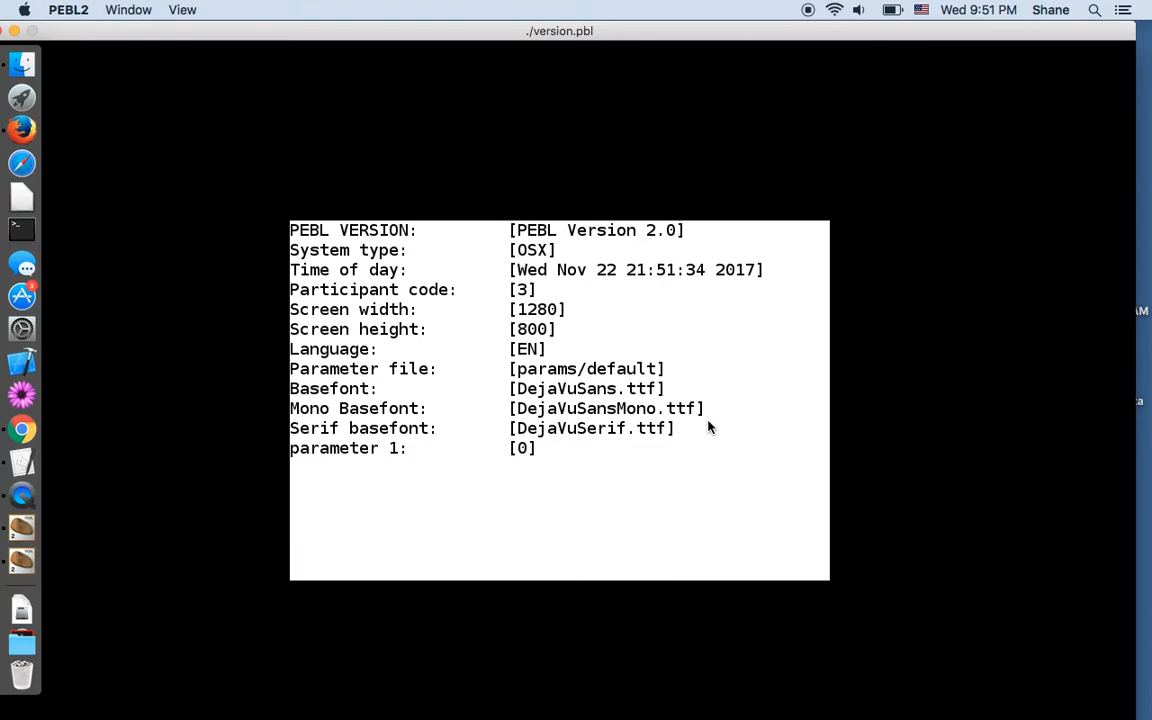 PEBL2 Window View Wed 9:51 PM Shane
./version.pbl
PEBL VERSION: [PEBL Version 2.0]
System type: [OSX]
Time of day: [Wed Nov 22 21:51:34 2017]
Participant code: [3]
Screen width: [1280]
Screen height: [800]
Language: [EN]
Parameter file: [params/default]
Basefont: [DejaVuSans.ttf]
Mono Basefont: [DejaVuSansMono.ttf]
Serif basefont: [DejaVuSerif.ttf]
parameter 1: [0]
AM
3